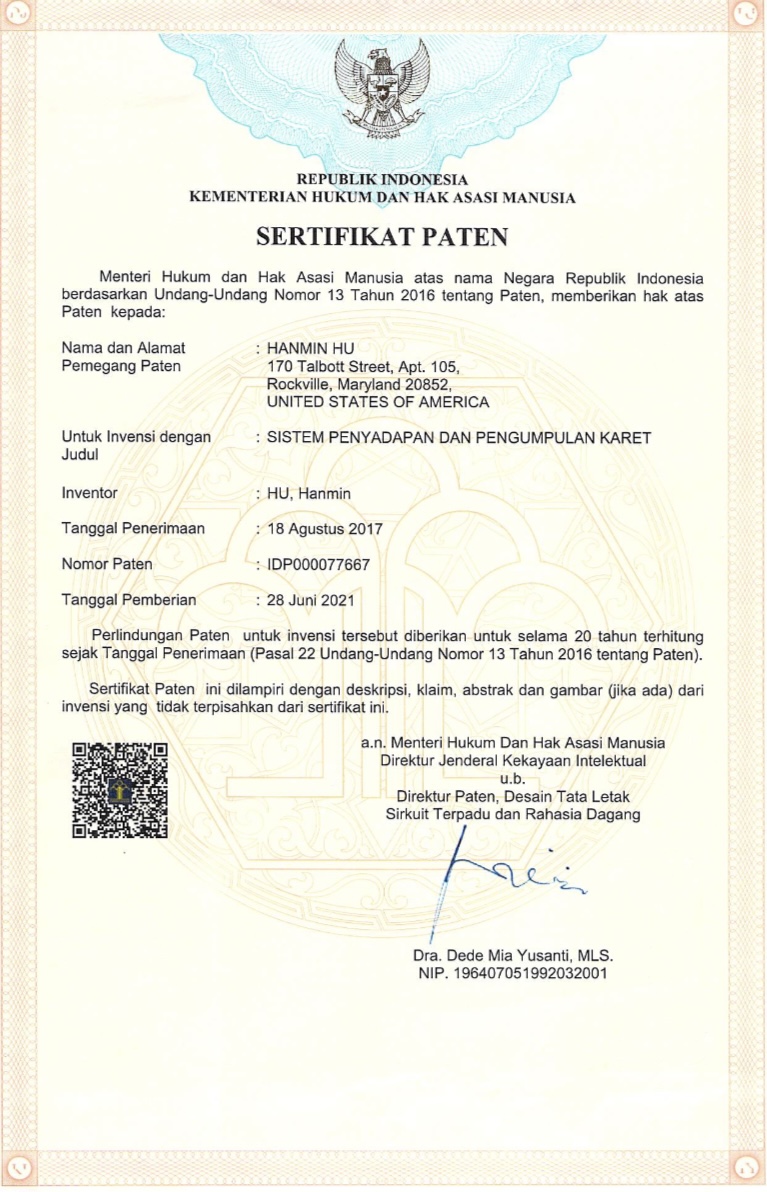 REPUBLIK INDONESIA
KEMENTERIAN HUKUM DAN HAK ASASI MANUSIA
SERTIFIKAT PATEN
Menteri Hukum dan Hak Asasi Manusia atas nama Negara Republik Indonesia
berdasarkan Undang-Undang Nomor 13 Tahun 2016 tentang Paten, memberikan hak atas
Paten kepada:
Nama dan Alamat : HANMIN HU
Pemegang Paten 170 Talbott Street, Apt. 105,
Rockville, Maryland 20852,
UNITED STATES OF AMERICA
Untuk Invensi dengan : SISTEM PENYADAPAN DAN PENGUMPULAN KARET
Judul
Inventor : HU, Hanmin
Tanggal Penerimaan : 18 Agustus 2017
Nomor Paten : IDP000077667
Tanggal Pemberian : 28 Juni 2021
Perlindungan Paten untuk invensi tersebut diberikan untuk selama 20 tahun terhitung
sejak Tanggal Penerimaan (Pasal 22 Undang-Undang Nomor 13 Tahun 2016 tentang Paten).
Sertifikat Paten ini dilampiri dengan deskripsi, klaim, abstrak dan gambar (jika ada) dari
invensi yang tidak terpisahkan dari sertifikat ini.
a.n. Menteri Hukum Dan Hak Asasi Manusia
Direktur Jenderal Kekayaan Intelektual
u.b.
Direktur Paten, Desain Tata Letak
Sirkuit Terpadu dan Rahasia Dagang
Dra. Dede Mia Yusanti, MLS.
NIP. 196407051992032001